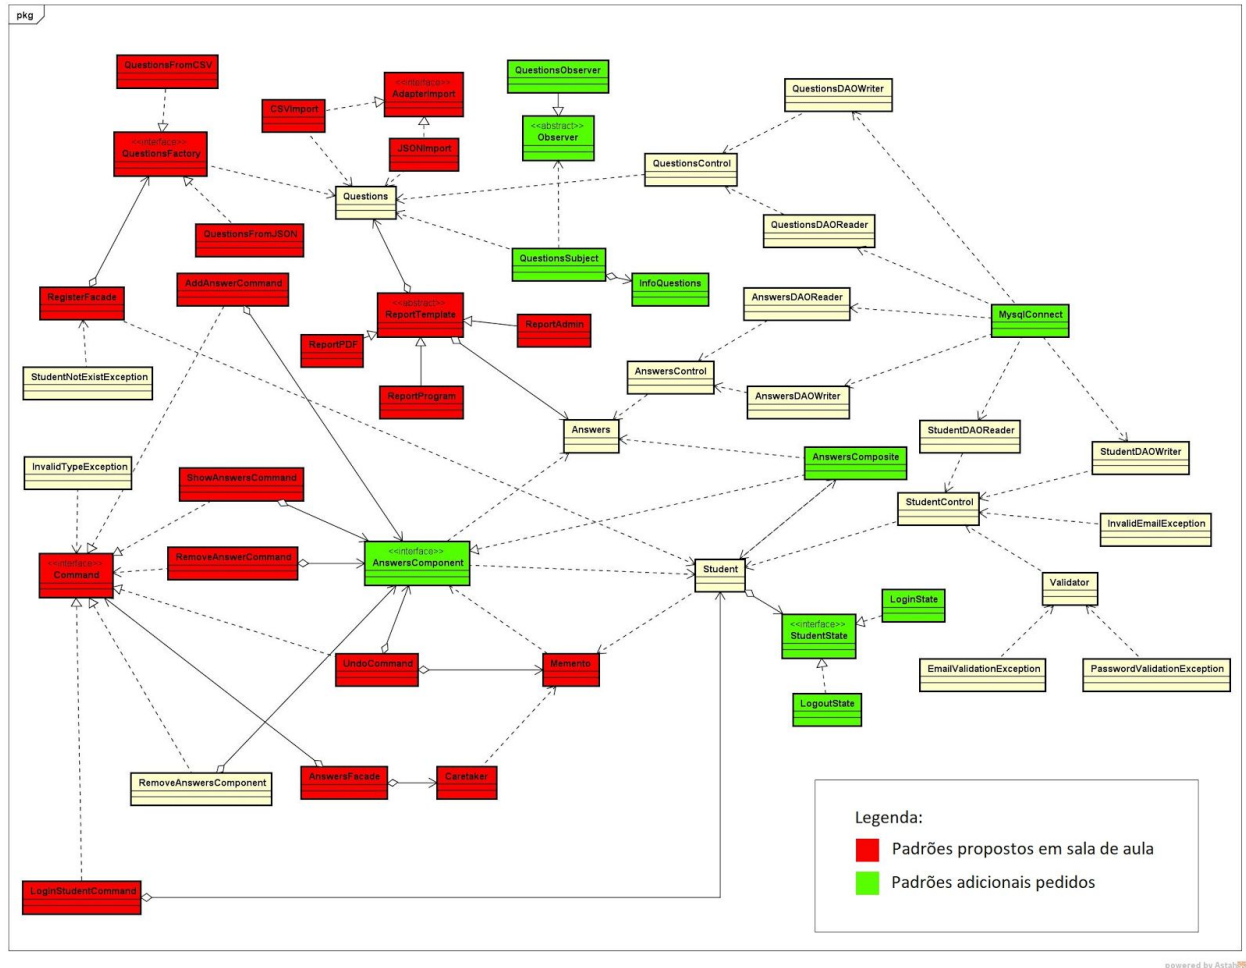 pkg
QuestionsFromCSV
<<interface>>
AdapterImport
QuestionsObserver
QuestionsDAOWriter
CSVImport
<<abstract>>
Observer
<<interface>>
QuestionsFactory
JSONImport
QuestionsControl
Questions
QuestionsDAOReader
QuestionsFromJSON
QuestionsSubject
AddAnswerCommand
InfoQuestions
RegisterFacade
<<abstract>>
ReportTemplate
AnswersDAOReader
MysqlConnect
ReportAdmin
ReportPDF
StudentNotExistException
AnswersControl
ReportProgram
AnswersDAOWriter
Answers
StudentDAOReader
InvalidTypeException
AnswersComposite
StudentDAOWriter
ShowAnswersCommand
StudentControl
InvalidEmailException
<<interface>>
Command
RemoveAnswerCommand
<<interface>>
AnswersComponent
Student
Validator
LoginState
<<interface>>
StudentState
UndoCommand
Memento
EmailValidationException
PasswordValidationException
LogoutState
RemoveAnswersComponent
AnswersFacade
Caretaker
Legenda:
Padrões propostos em sala de aula
Padrões adicionais pedidos
LoginStudentCommand
powered by Astah